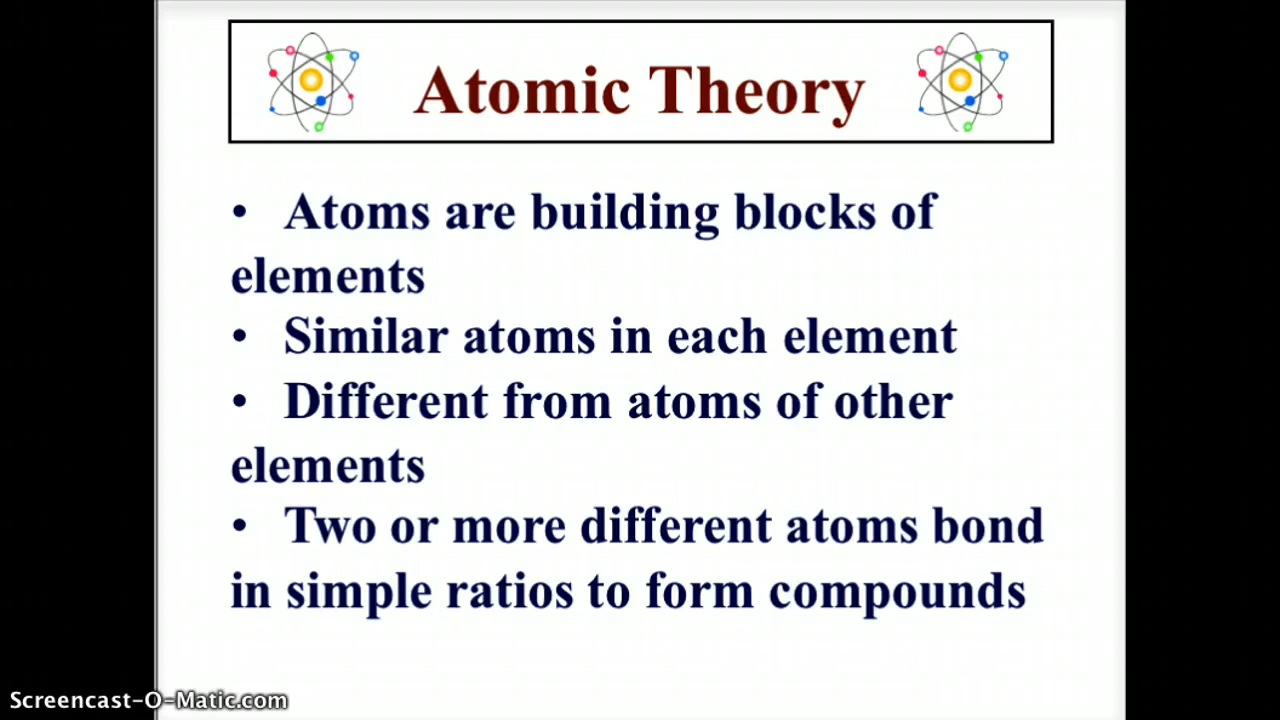 Atomic Theory
• Atoms are building blocks of
elements
• Similar atoms in each element
• Different from atoms of other
elements
• Two or more different atoms bond
in simple ratios to form compounds
Screencast-O-Matic.com